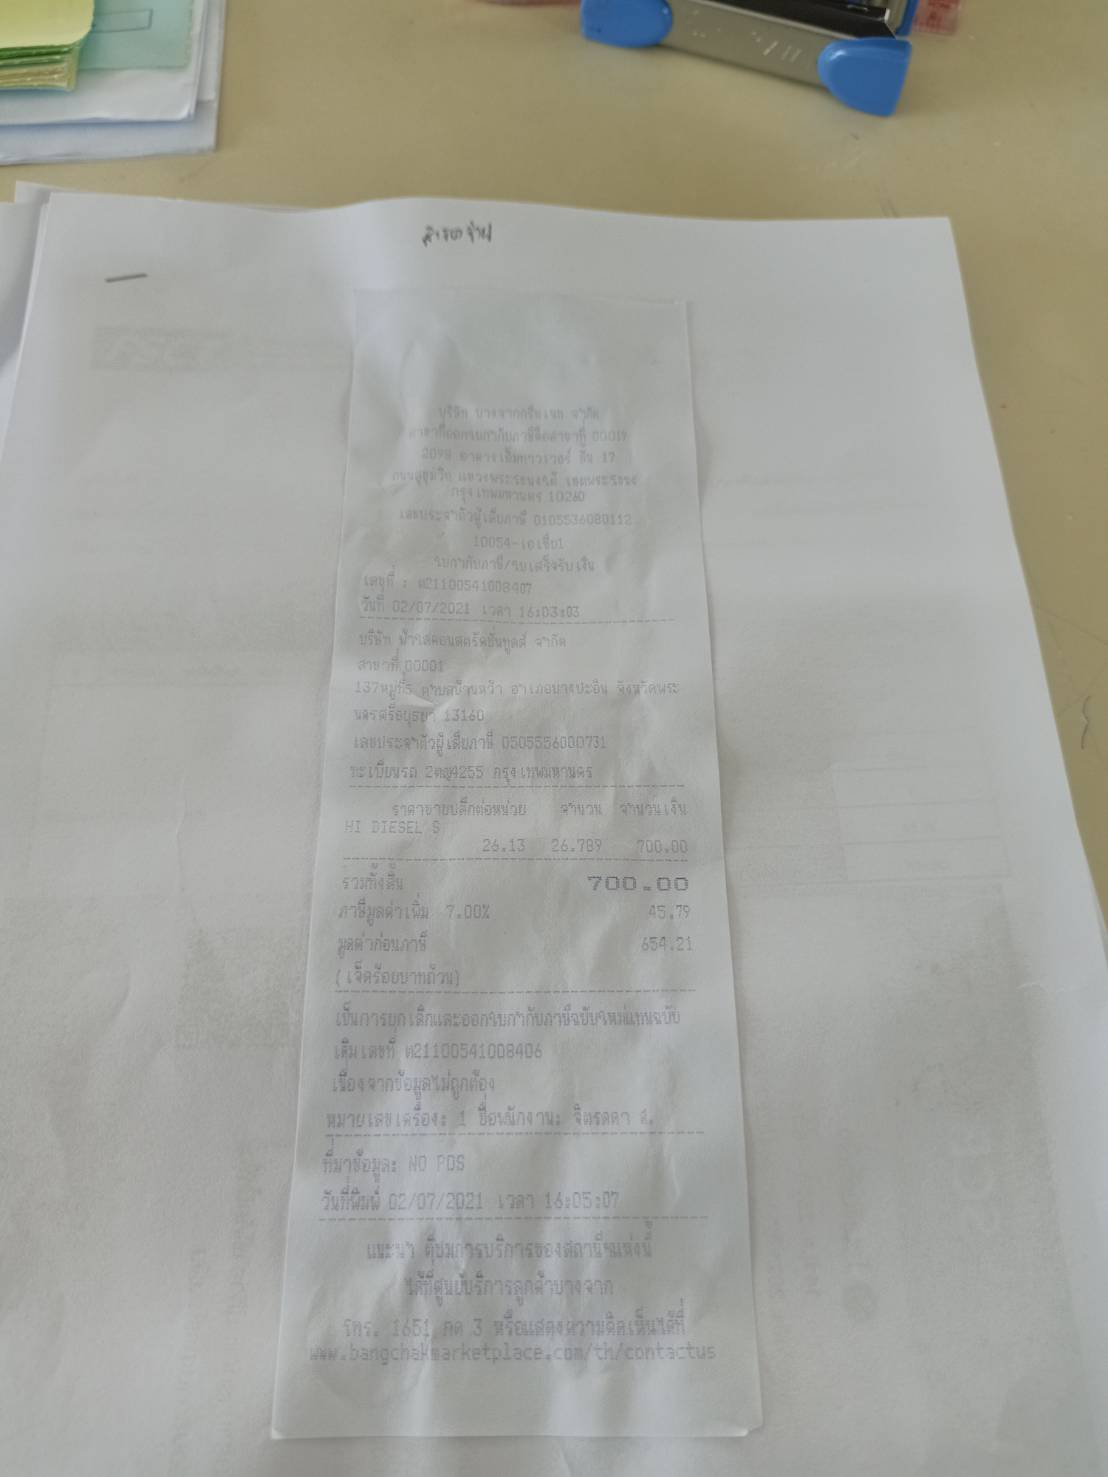 บริษัท บางจากกรีนเนท จำกัด
สาขาที่ออกใบกำกับภาษีคือสาขาที่ 00019
2098 อาคารเอ็มทาวเวอร์ ชั้น 17
ถนนสุขุมวิท แขวงพระโขนงใต้ เขตพระโขนง
กรุงเทพมหานคร 10260
เลขประจำตัวผู้เสียภาษี 0105536080112
10054-เอเชีย1
ใบกำกับภาษี/ใบเสร็จรับเงิน
เลขที่ : ต21100541008407
วันที่ 02/07/2021 เวลา 16:03:03
บริษัท ฟ้าใสคอนสตรัคชั่นทูลส์ จำกัด
สาขาที่ 00001
137หมู่ที่5 ตำบลบ้านหว้า อำเภอบางปะอิน จังหวัดพระ
นครศรีอยุธยา 13160
เลขประจำตัวผู้เสียภาษี 0505556000731
ทะเบียนรถ 4255 กรุงเทพมหานคร
ราคาขายปลีกต่อหน่วย จำนวน จำนวนเงิน
HI DIESEL S
26.13 26.789 700.00
รวมทั้งสิ้น 700.00
ภาษีมูลค่าเพิ่ม 7.00% 45.79
มูลค่าก่อนภาษี 654.21
(เจ็ดร้อยบาทถ้วน)
เป็นการยกเลิกและออกใบกำกับภาษีฉบับใหม่แทนฉบับ
เดิมเลขที่ ต21100541008406
เนื่องจากข้อมูลไม่ถูกต้อง
หมายเลขเครื่อง: 1 ชื่อพนักงาน: จิตรลดา ส.
ที่มาข้อมูล: NO POS
วันที่พิมพ์ 02/07/2021 เวลา 16:05:07
แนะนำ ติชมการบริการของสถานีฯแห่งนี้
ได้ที่ศูนย์บริการลูกค้าบางจาก
โทร. 1651 กด 3 หรือแสดงความคิดเห็นได้ที่
www.bangchakmarketplace.com/th/contactus